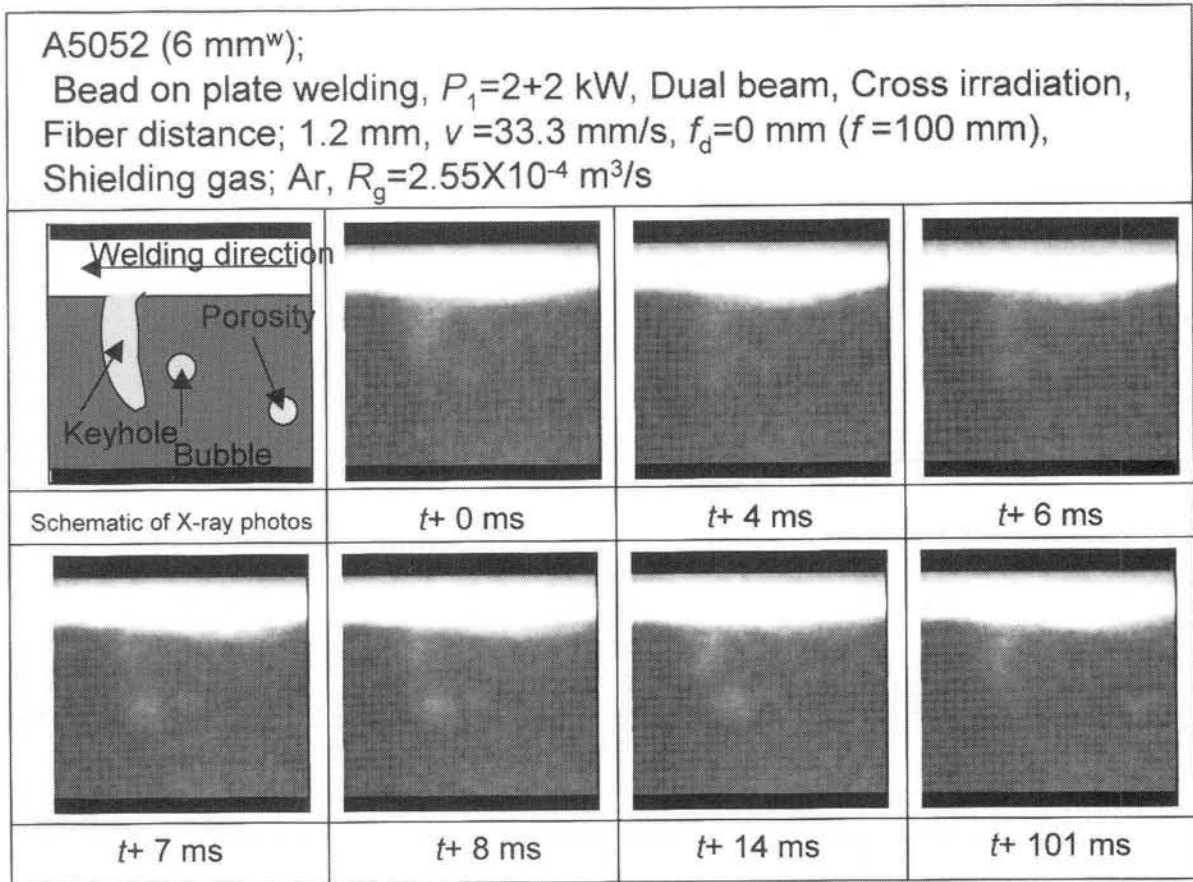 A5052 (6 mmʷ);
Bead on plate welding, P₁=2+2 kW, Dual beam, Cross irradiation,
Fiber distance; 1.2 mm, v =33.3 mm/s, f_d=0 mm (f =100 mm),
Shielding gas; Ar, R_g=2.55X10⁻⁴ m³/s
Welding direction
Porosity
Keyhole
Bubble
Schematic of X-ray photos
t+ 0 ms
t+ 4 ms
t+ 6 ms
t+ 7 ms
t+ 8 ms
t+ 14 ms
t+ 101 ms